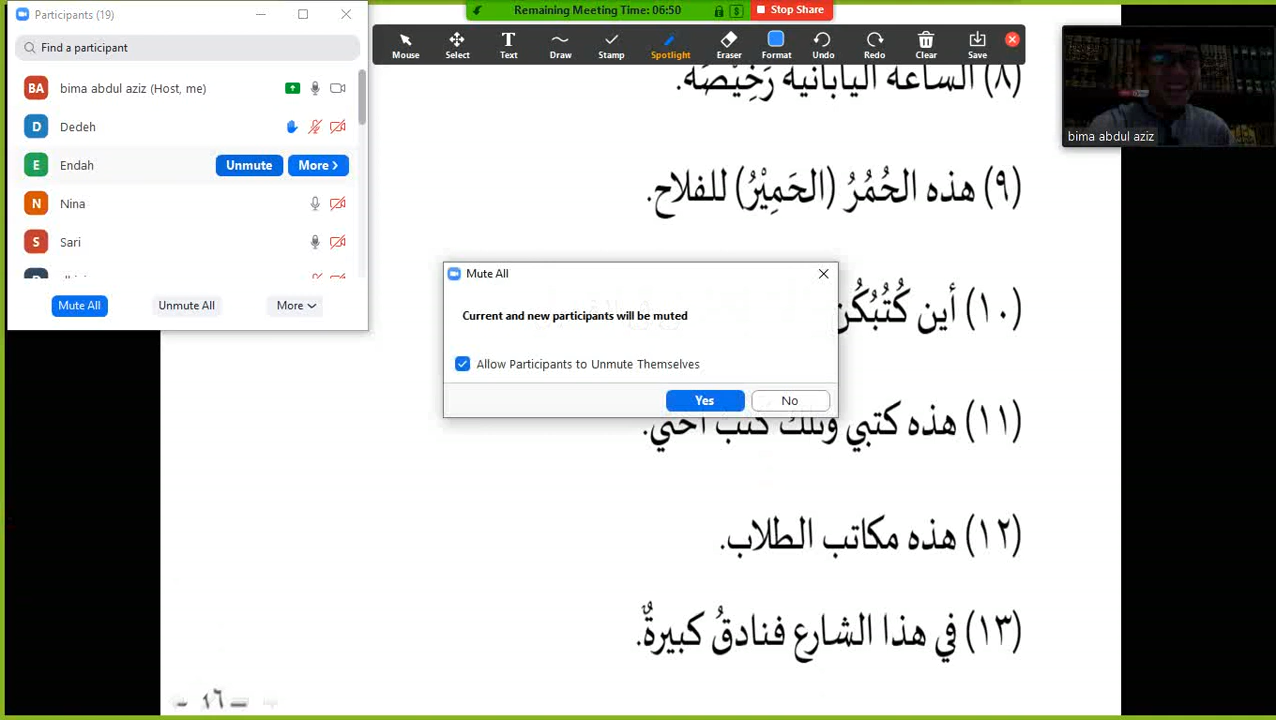 Participants (19)
Find a participant
BA bima abdul aziz (Host, me)
D Dedeh
E Endah Unmute More
N Nina
S Sari
Mute All Unmute All More
Remaining Meeting Time: 06:50 $ Stop Share
Mouse Select Text Draw Stamp Spotlight Eraser Format Undo Redo Clear Save
bima abdul aziz
(٨) الساعة اليابانية رَخِيْصَة.
(٩) هذه الحُمُرُ (الحَمِيْرُ) للفلاح.
(١٠) أين كُتُبُكُن
Mute All
Current and new participants will be muted
Allow Participants to Unmute Themselves
Yes No
(١١) هذه كتبي وتلك كتب أختي.
(١٢) هذه مكاتب الطلاب.
(١٣) في هذا الشارع فنادقُ كبيرةٌ.
١٦